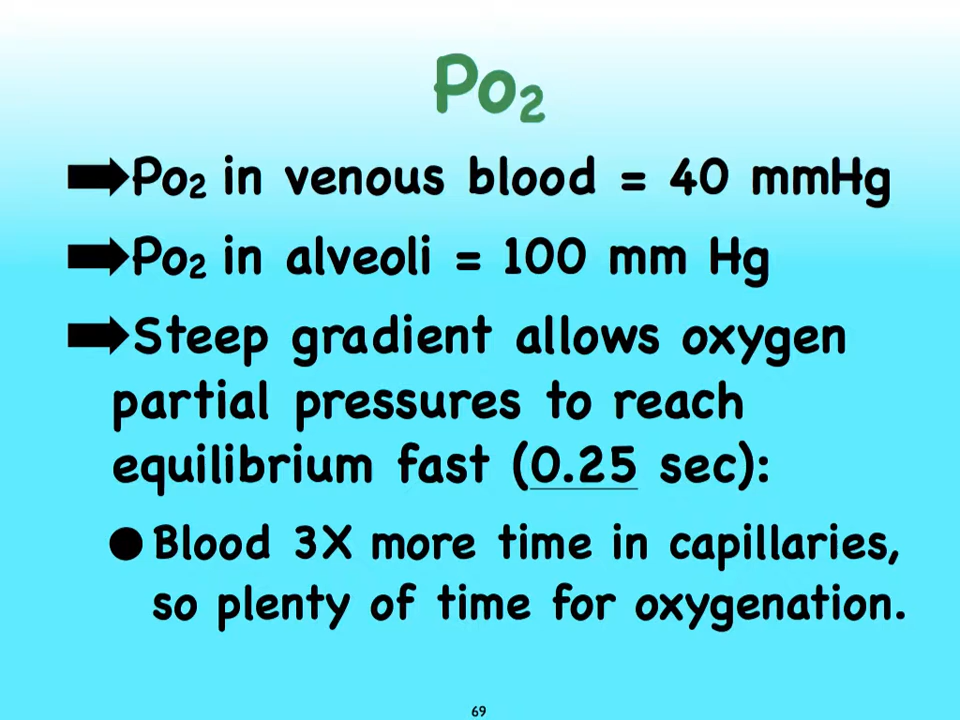 Po₂
➡Po₂ in venous blood = 40 mmHg
➡Po₂ in alveoli = 100 mm Hg
➡Steep gradient allows oxygen
partial pressures to reach
equilibrium fast (0.25 sec):
●Blood 3X more time in capillaries,
so plenty of time for oxygenation.
69